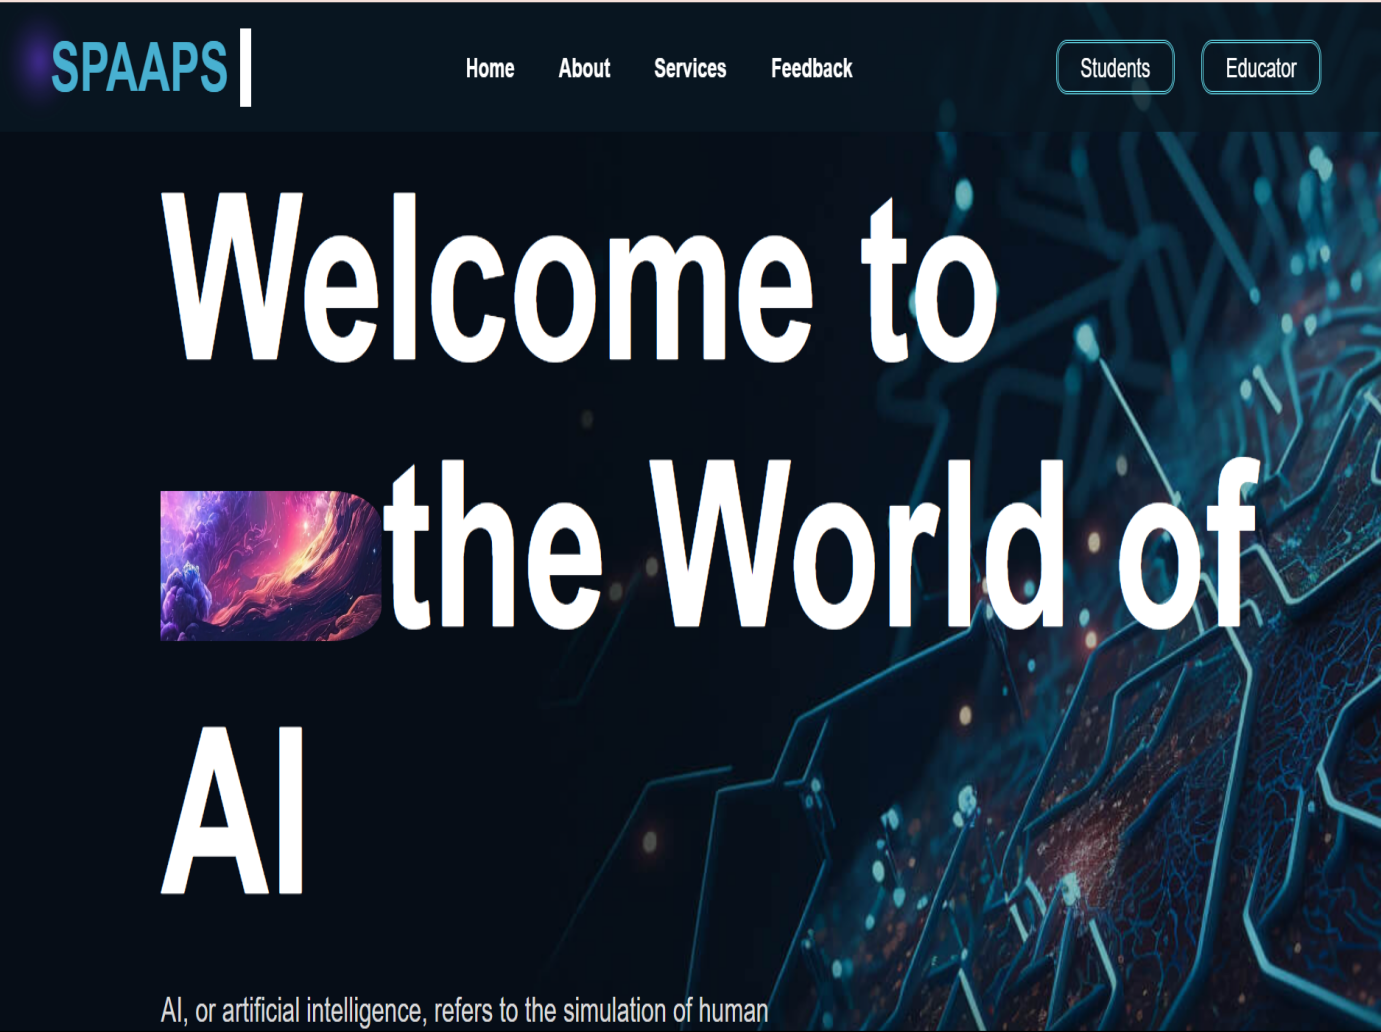 SPAAPS
Home About Services Feedback
Students Educator
Welcome to
the World of
AI
AI, or artificial intelligence, refers to the simulation of human